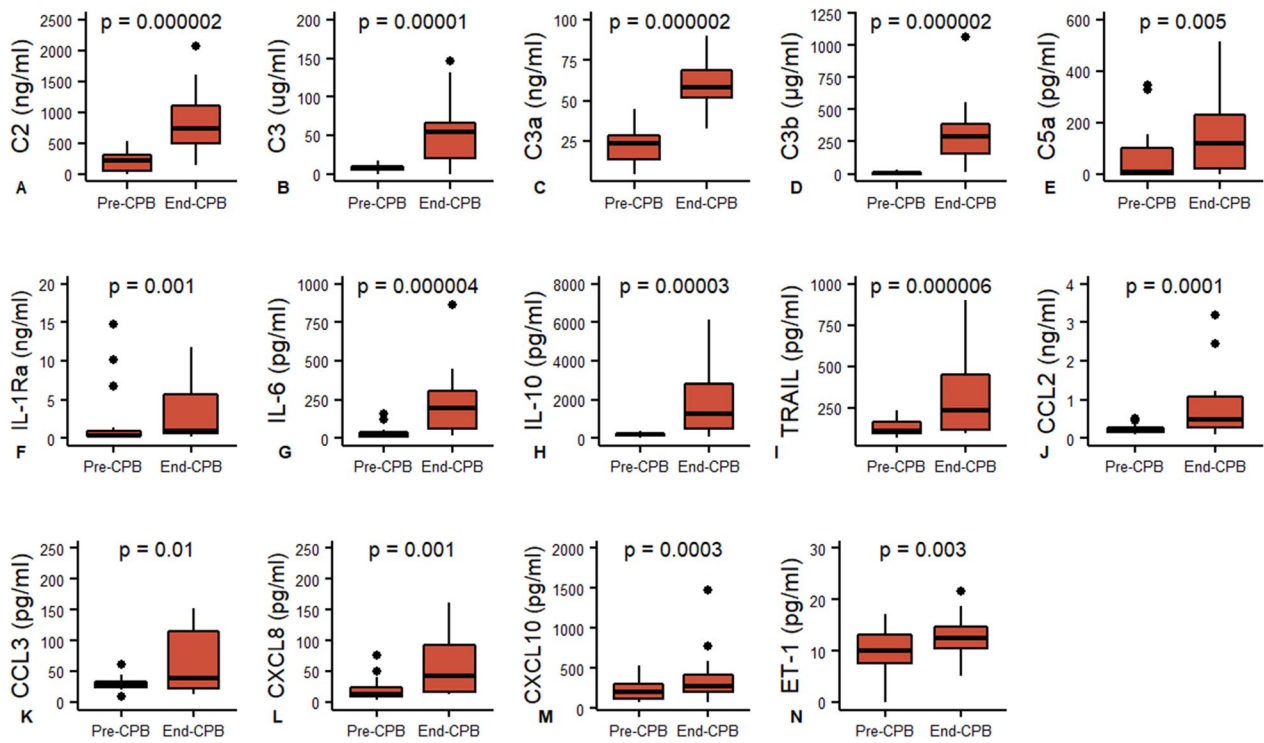 p = 0.000002
C2 (ng/ml)
2500
2000
1500
1000
500
0
A
Pre-CPB End-CPB
p = 0.00001
C3 (ug/ml)
200
150
100
50
0
B
Pre-CPB End-CPB
p = 0.000002
C3a (ng/ml)
100
75
50
25
C
Pre-CPB End-CPB
p = 0.000002
C3b (µg/ml)
1250
1000
750
500
250
0
D
Pre-CPB End-CPB
p = 0.005
C5a (pg/ml)
600
400
200
0
E
Pre-CPB End-CPB
p = 0.001
IL-1Ra (ng/ml)
20
15
10
5
0
F
Pre-CPB End-CPB
p = 0.000004
IL-6 (pg/ml)
1000
750
500
250
0
G
Pre-CPB End-CPB
p = 0.00003
IL-10 (pg/ml)
8000
6000
4000
2000
0
H
Pre-CPB End-CPB
p = 0.000006
TRAIL (pg/ml)
1000
750
500
250
I
Pre-CPB End-CPB
p = 0.0001
CCL2 (ng/ml)
4
3
2
1
0
J
Pre-CPB End-CPB
p = 0.01
CCL3 (pg/ml)
250
200
150
100
50
0
K
Pre-CPB End-CPB
p = 0.001
CXCL8 (pg/ml)
250
200
150
100
50
0
L
Pre-CPB End-CPB
p = 0.0003
CXCL10 (pg/ml)
2000
1500
1000
500
0
M
Pre-CPB End-CPB
p = 0.003
ET-1 (pg/ml)
30
20
10
0
N
Pre-CPB End-CPB